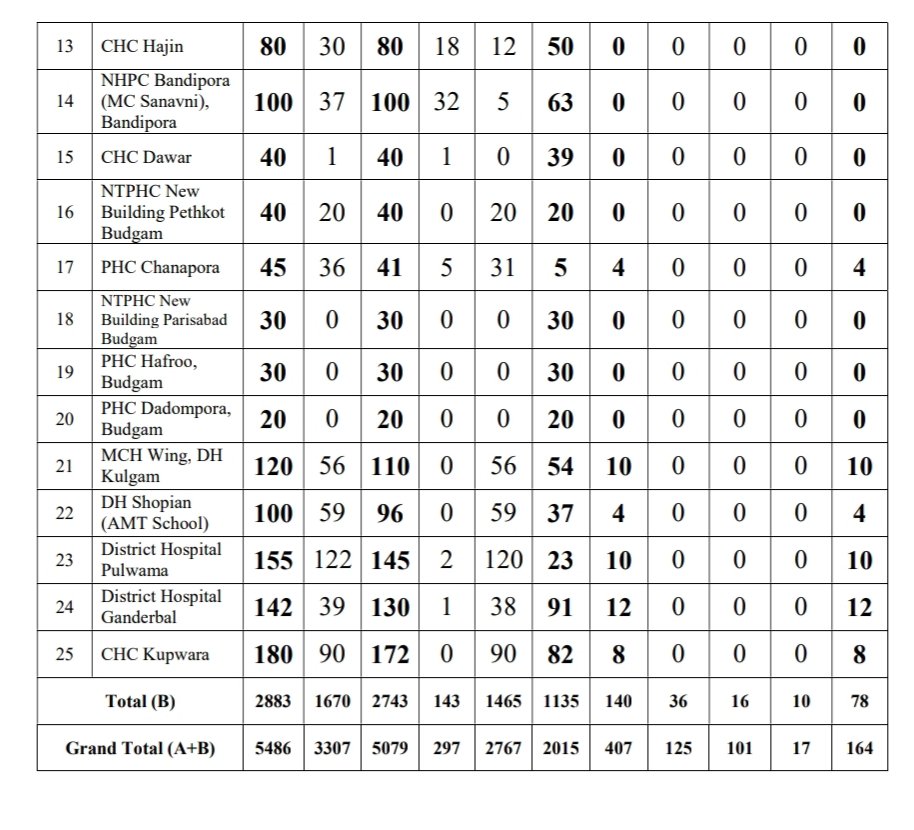 13 CHC Hajin 80 30 80 18 12 50 0 0 0 0 0
NHPC Bandipora
14 (MC Sanavni), 100 37 100 32 5 63 0 0 0 0 0
Bandipora
15 CHC Dawar 40 1 40 1 0 39 0 0 0 0 0
NTPHC New
16 Building Pethkot 40 20 40 0 20 20 0 0 0 0 0
Budgam
17 PHC Chanapora 45 36 41 5 31 5 4 0 0 0 4
NTPHC New
18 Building Parisabad 30 0 30 0 0 30 0 0 0 0 0
Budgam
19 PHC Hafroo, 30 0 30 0 0 30 0 0 0 0 0
Budgam
20 PHC Dadompora, 20 0 20 0 0 20 0 0 0 0 0
Budgam
21 MCH Wing, DH 120 56 110 0 56 54 10 0 0 0 10
Kulgam
22 DH Shopian 100 59 96 0 59 37 4 0 0 0 4
(AMT School)
23 District Hospital 155 122 145 2 120 23 10 0 0 0 10
Pulwama
24 District Hospital 142 39 130 1 38 91 12 0 0 0 12
Ganderbal
25 CHC Kupwara 180 90 172 0 90 82 8 0 0 0 8
Total (B) 2883 1670 2743 143 1465 1135 140 36 16 10 78
Grand Total (A+B) 5486 3307 5079 297 2767 2015 407 125 101 17 164